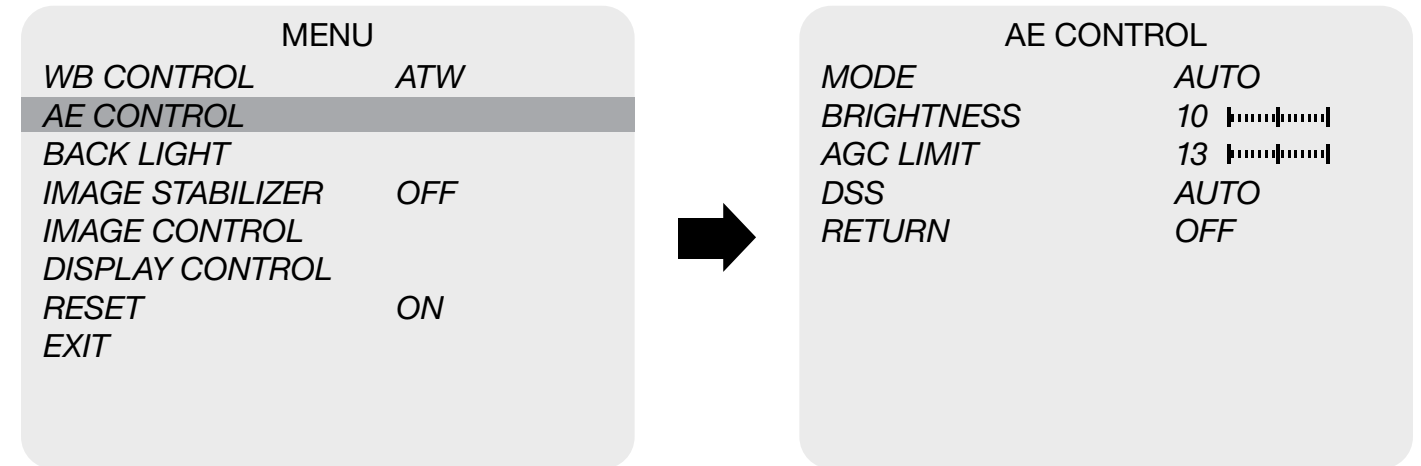 MENU
WB CONTROL ATW
AE CONTROL
BACK LIGHT
IMAGE STABILIZER OFF
IMAGE CONTROL
DISPLAY CONTROL
RESET ON
EXIT
AE CONTROL
MODE AUTO
BRIGHTNESS 10
AGC LIMIT 13
DSS AUTO
RETURN OFF